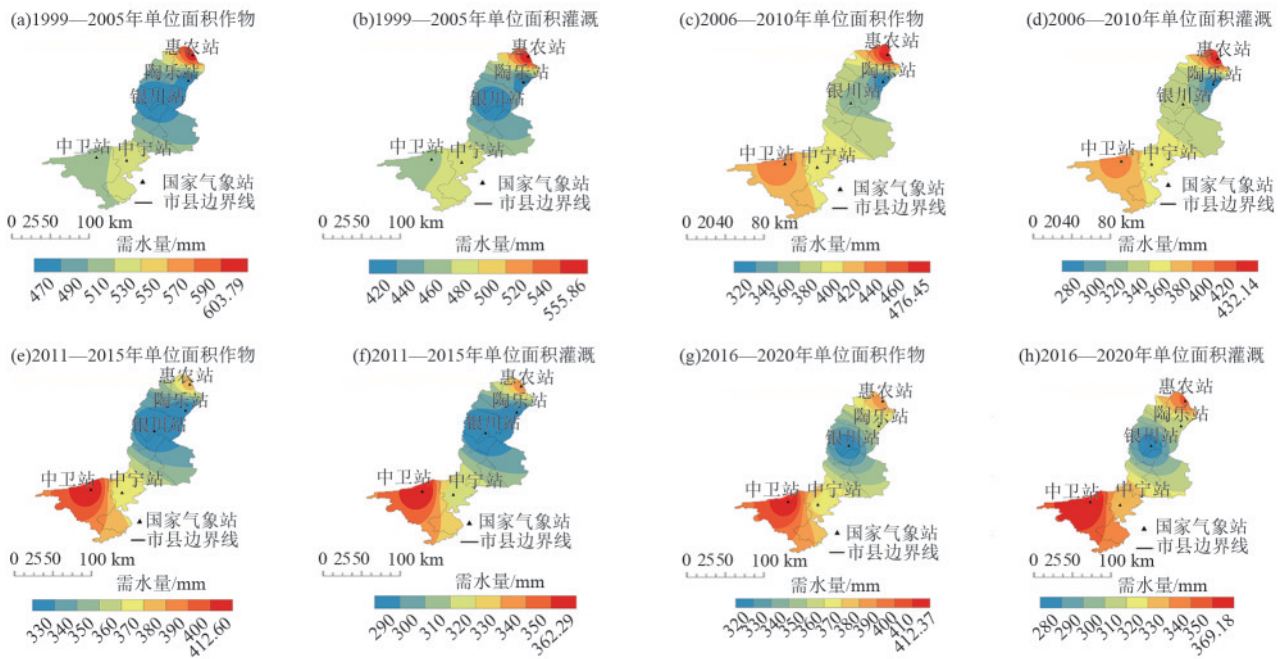 (a)1999—2005年单位面积作物
惠农站
陶乐站
银川站
中卫站 中宁站
国家气象站
市县边界线
0 2550 100 km
需水量/mm
470 490 510 530 550 570 590 603.79
(b)1999—2005年单位面积灌溉
惠农站
陶乐站
银川站
中卫站 中宁站
国家气象站
市县边界线
0 2550 100 km
需水量/mm
420 440 460 480 500 520 540 555.86
(c)2006—2010年单位面积作物
惠农站
陶乐站
银川站
中卫站 中宁站
国家气象站
市县边界线
0 2040 80 km
需水量/mm
320 340 360 380 400 420 440 460 476.45
(d)2006—2010年单位面积灌溉
惠农站
陶乐站
银川站
中卫站 中宁站
国家气象站
市县边界线
0 2040 80 km
需水量/mm
280 300 320 340 360 380 400 420 432.14
(e)2011—2015年单位面积作物
惠农站
陶乐站
银川站
中卫站 中宁站
国家气象站
市县边界线
0 2550 100 km
需水量/mm
330 340 350 360 370 380 390 400 412.60
(f)2011—2015年单位面积灌溉
惠农站
陶乐站
银川站
中卫站 中宁站
国家气象站
市县边界线
0 2550 100 km
需水量/mm
290 300 310 320 330 340 350 362.29
(g)2016—2020年单位面积作物
惠农站
陶乐站
银川站
中卫站 中宁站
国家气象站
市县边界线
0 2550 100 km
需水量/mm
320 330 340 350 360 370 380 390 400 410 412.37
(h)2016—2020年单位面积灌溉
惠农站
陶乐站
银川站
中卫站 中宁站
国家气象站
市县边界线
0 2550 100 km
需水量/mm
280 290 300 310 320 330 340 350 369.18